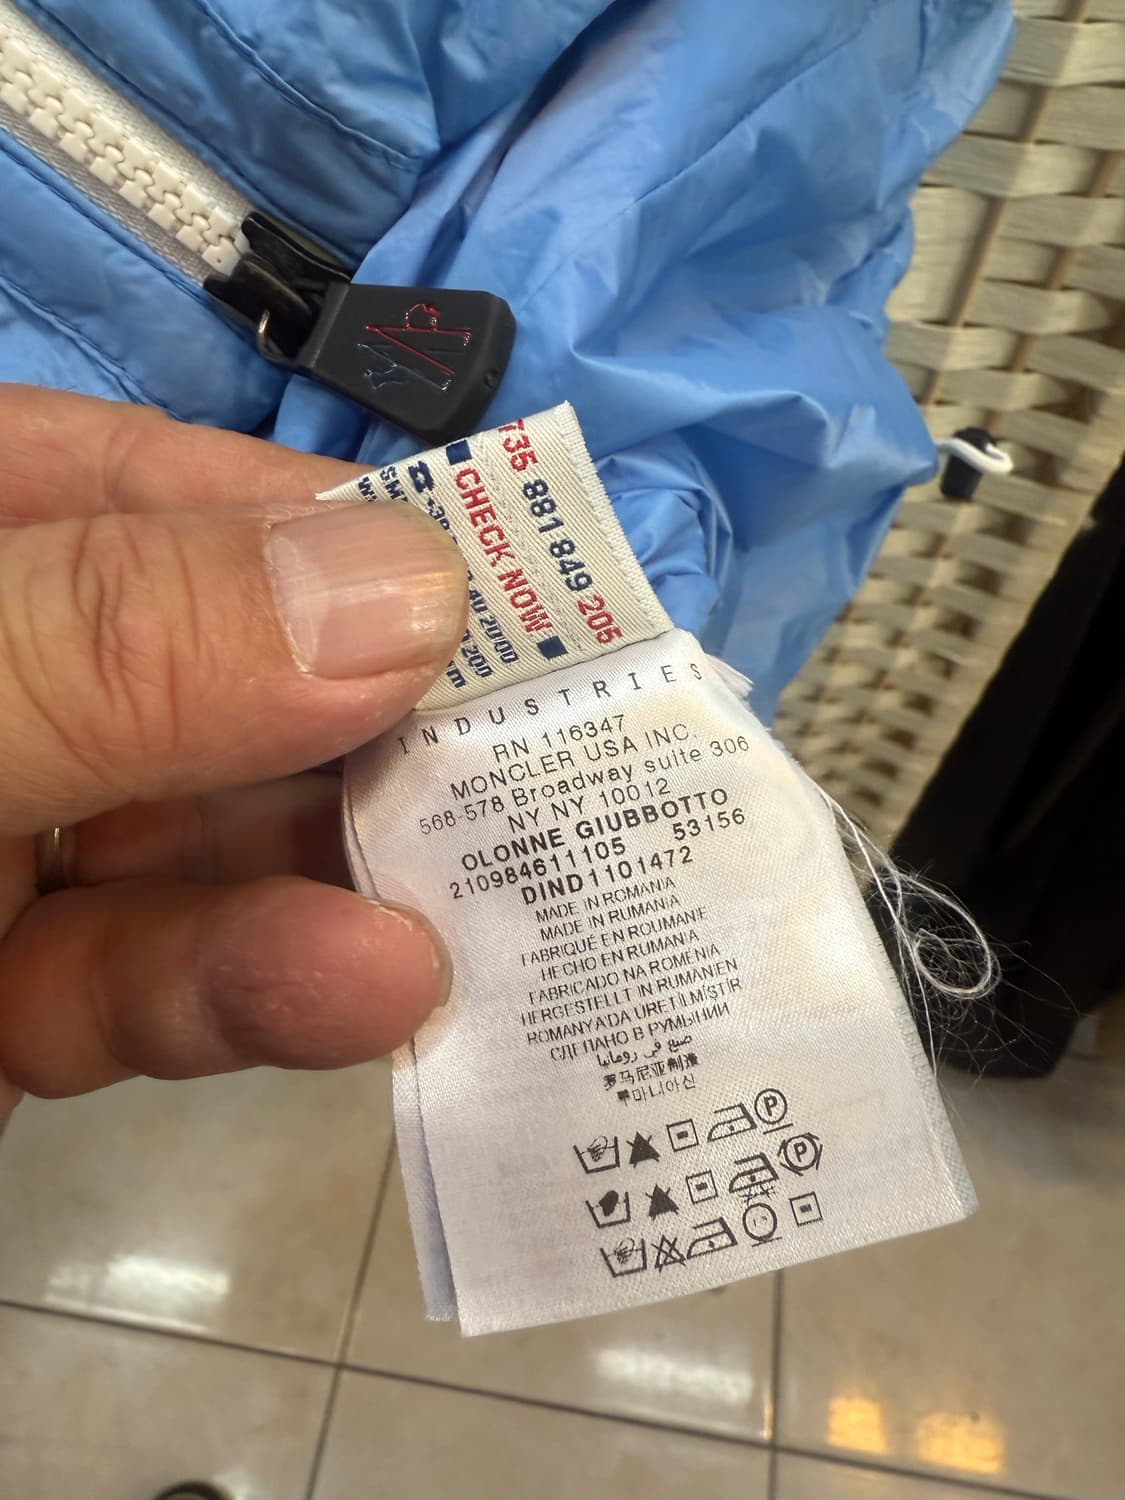 735 881 849 205
CHECK NOW
INDUSTRIES
RN 116347
MONCLER USA INC.
568-578 Broadway suite 306
NY NY 10012
OLONNE GIUBBOTTO
210984611105 53156
DIND1101472
MADE IN ROMANIA
MADE IN RUMANIA
FABRIQUÉ EN ROUMANIE
HECHO EN RUMANIA
FABRICADO NA ROMÉNIA
HERGESTELLT IN RUMANIEN
ROMANYA'DA URETILMIŞTIR
СДЕЛАНО В РУМЫНИИ
صنع في رومانيا
罗马尼亚制造
루마니아산
P
P